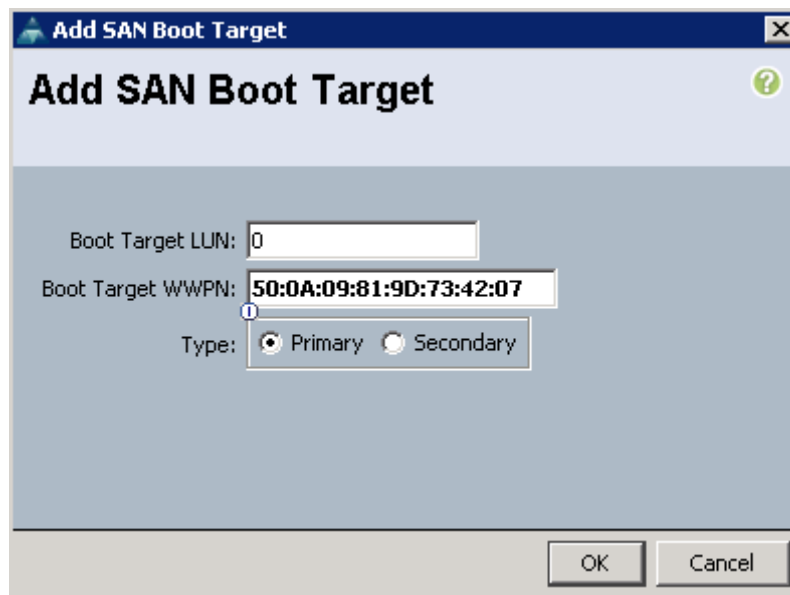 Add SAN Boot Target
Add SAN Boot Target
Boot Target LUN: 0
Boot Target WWPN: 50:0A:09:81:9D:73:42:07
Type: Primary Secondary
OK Cancel